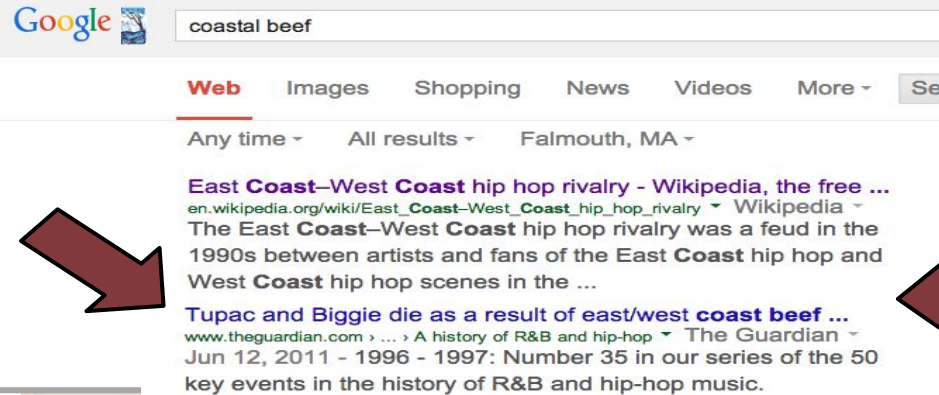 Google coastal beef
Web Images Shopping News Videos More Se
Any time All results Falmouth, MA
East Coast–West Coast hip hop rivalry - Wikipedia, the free ...
en.wikipedia.org/wiki/East_Coast–West_Coast_hip_hop_rivalry Wikipedia
The East Coast–West Coast hip hop rivalry was a feud in the
1990s between artists and fans of the East Coast hip hop and
West Coast hip hop scenes in the ...
Tupac and Biggie die as a result of east/west coast beef ...
www.theguardian.com › ... › A history of R&B and hip-hop The Guardian
Jun 12, 2011 - 1996 - 1997: Number 35 in our series of the 50
key events in the history of R&B and hip-hop music.